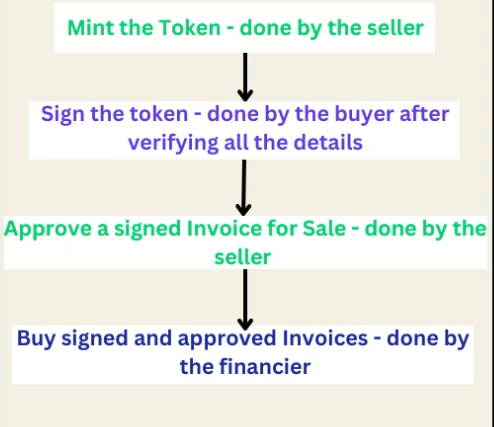 Mint the Token - done by the seller
Sign the token - done by the buyer after
verifying all the details
Approve a signed Invoice for Sale - done by the
seller
Buy signed and approved Invoices - done by
the financier